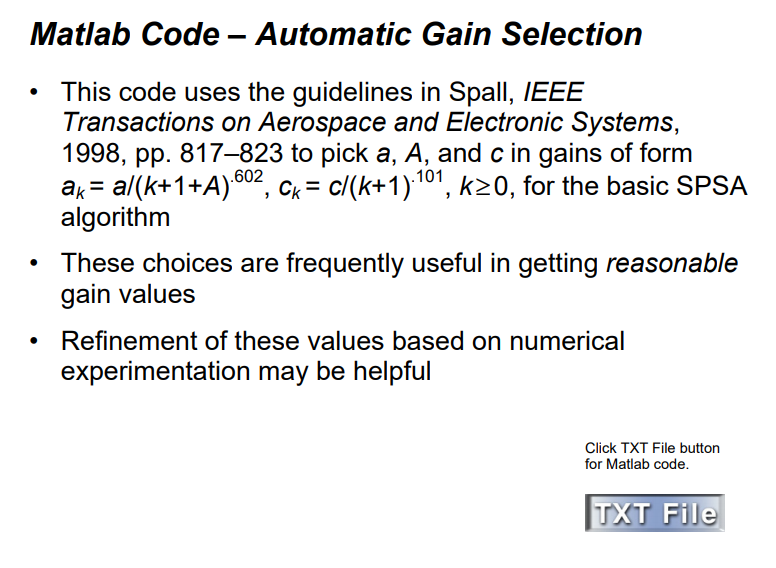 Matlab Code – Automatic Gain Selection
• This code uses the guidelines in Spall, IEEE
Transactions on Aerospace and Electronic Systems,
1998, pp. 817–823 to pick a, A, and c in gains of form
aₖ = a/(k+1+A)^.602, cₖ = c/(k+1)^.101, k≥0, for the basic SPSA
algorithm
• These choices are frequently useful in getting reasonable
gain values
• Refinement of these values based on numerical
experimentation may be helpful
Click TXT File button
for Matlab code.
TXT File